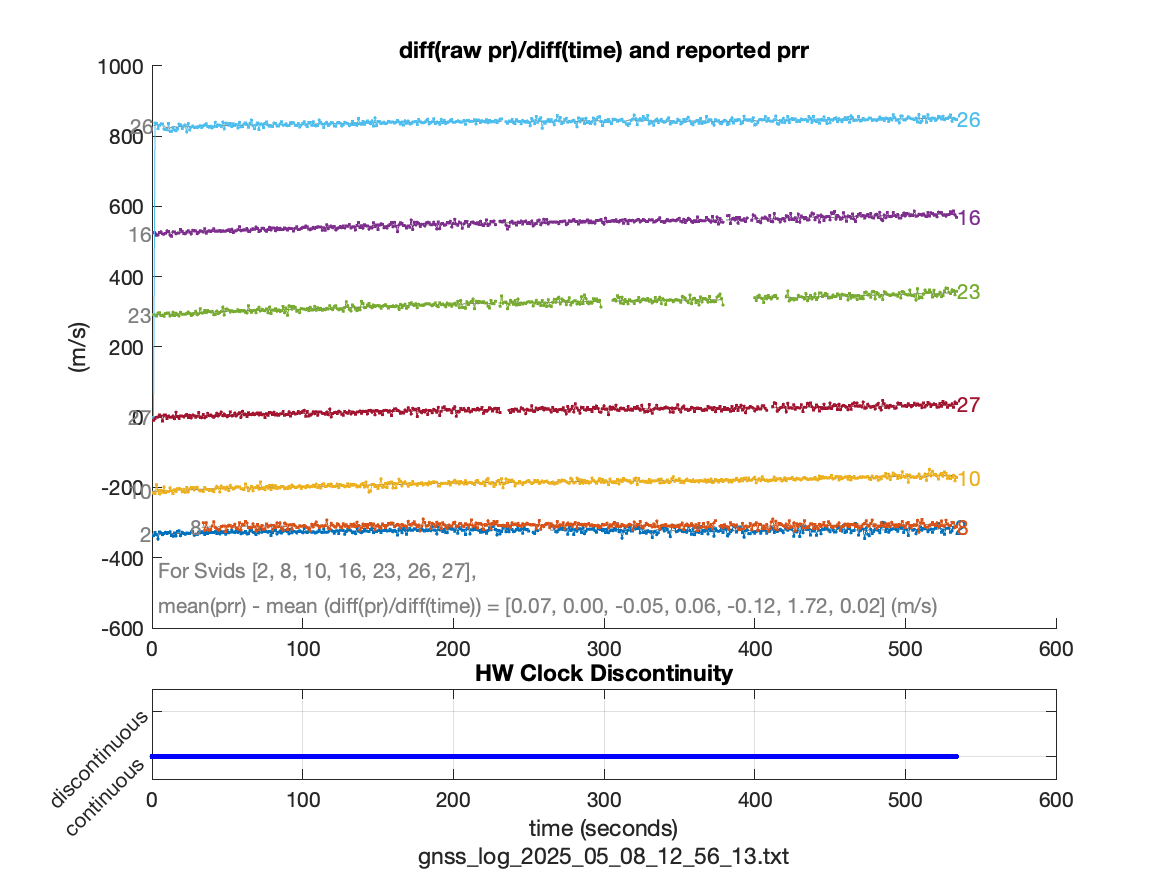 diff(raw pr)/diff(time) and reported prr
1000
800
600
400
200
0
-200
-400
-600
(m/s)
26
16
23
27
10
2
8
26
16
23
27
10
2
8
For Svids [2, 8, 10, 16, 23, 26, 27],
mean(prr) - mean (diff(pr)/diff(time)) = [0.07, 0.00, -0.05, 0.06, -0.12, 1.72, 0.02] (m/s)
0 100 200 300 400 500 600
HW Clock Discontinuity
discontinuous
continuous
0 100 200 300 400 500 600
time (seconds)
gnss_log_2025_05_08_12_56_13.txt